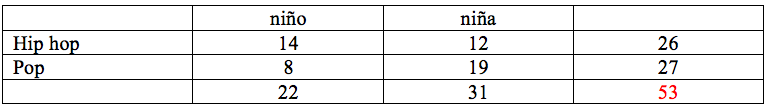 niño niña
Hip hop 14 12 26
Pop 8 19 27
22 31 53